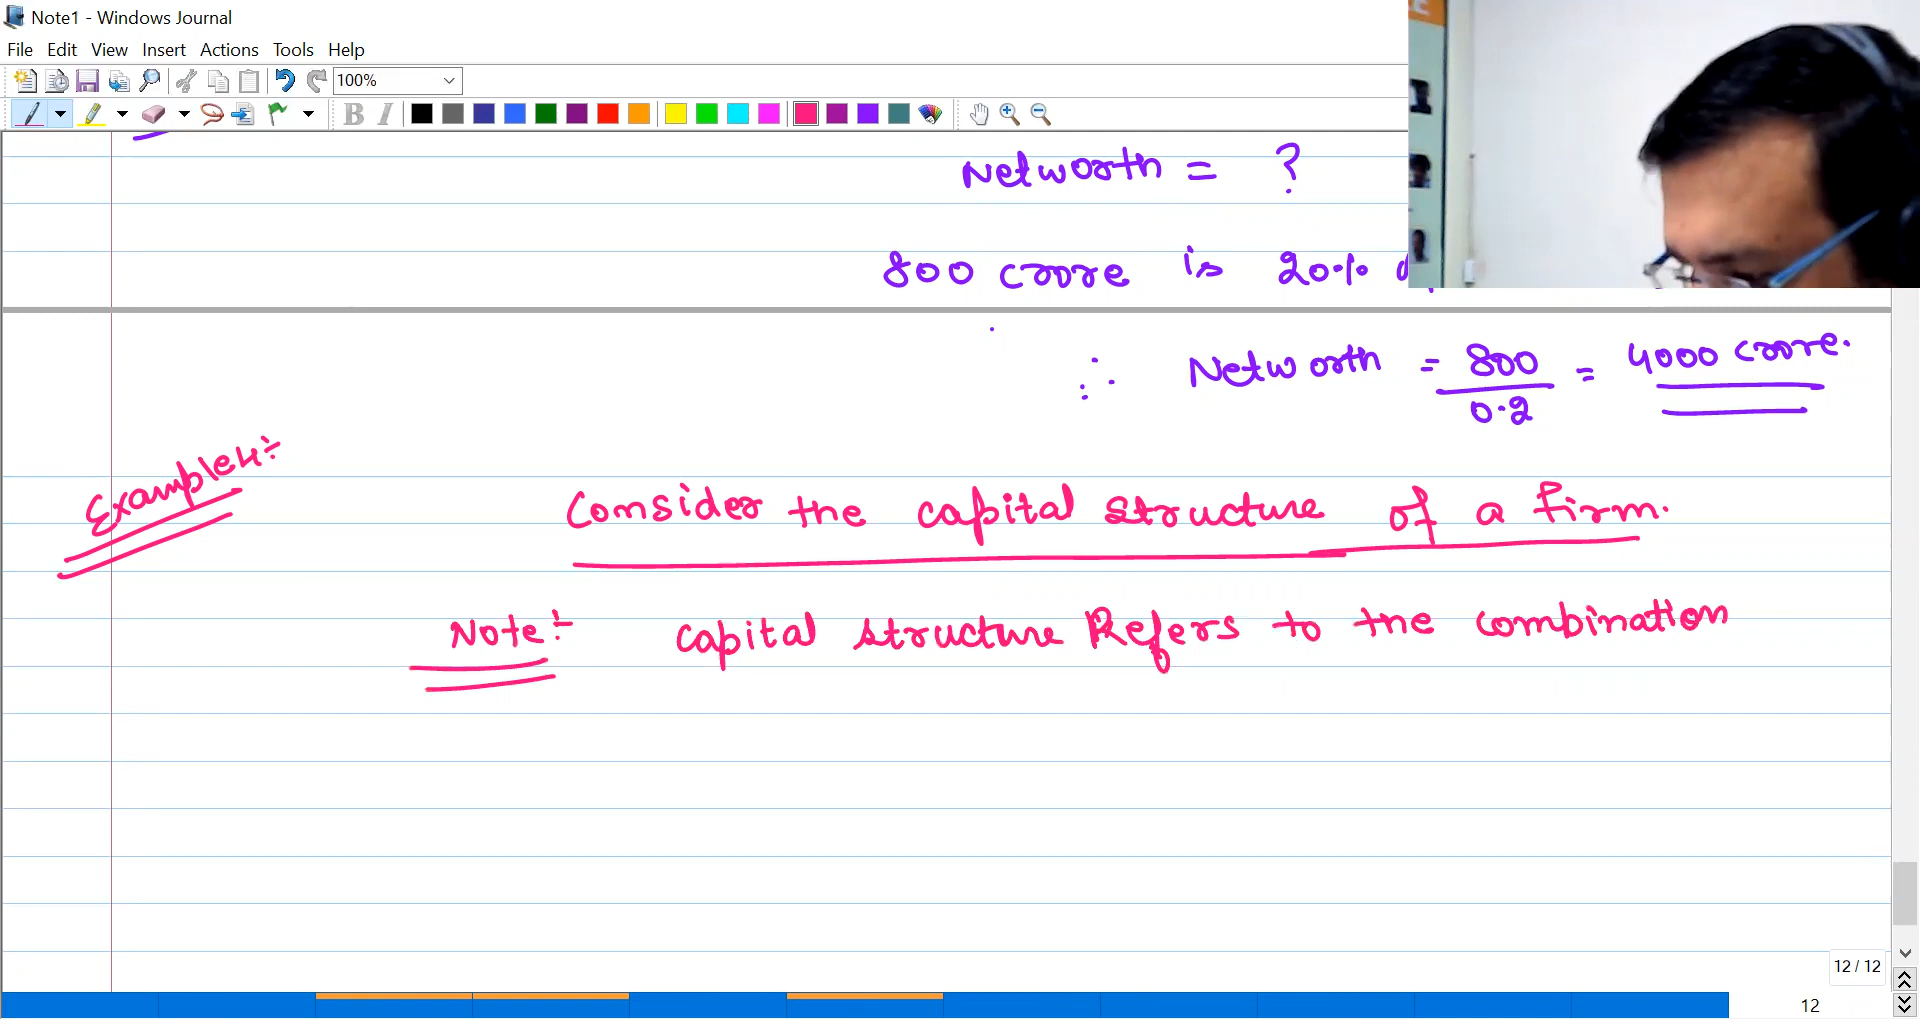 Note1 - Windows Journal
File Edit View Insert Actions Tools Help
100%
B I
Networth = ?
800 crore is 20%
∴ Networth = 800/0.2 = 4000 crore.
Example4:-
Consider the capital structure of a firm.
Note:- Capital structure Refers to the combination
12 / 12
12